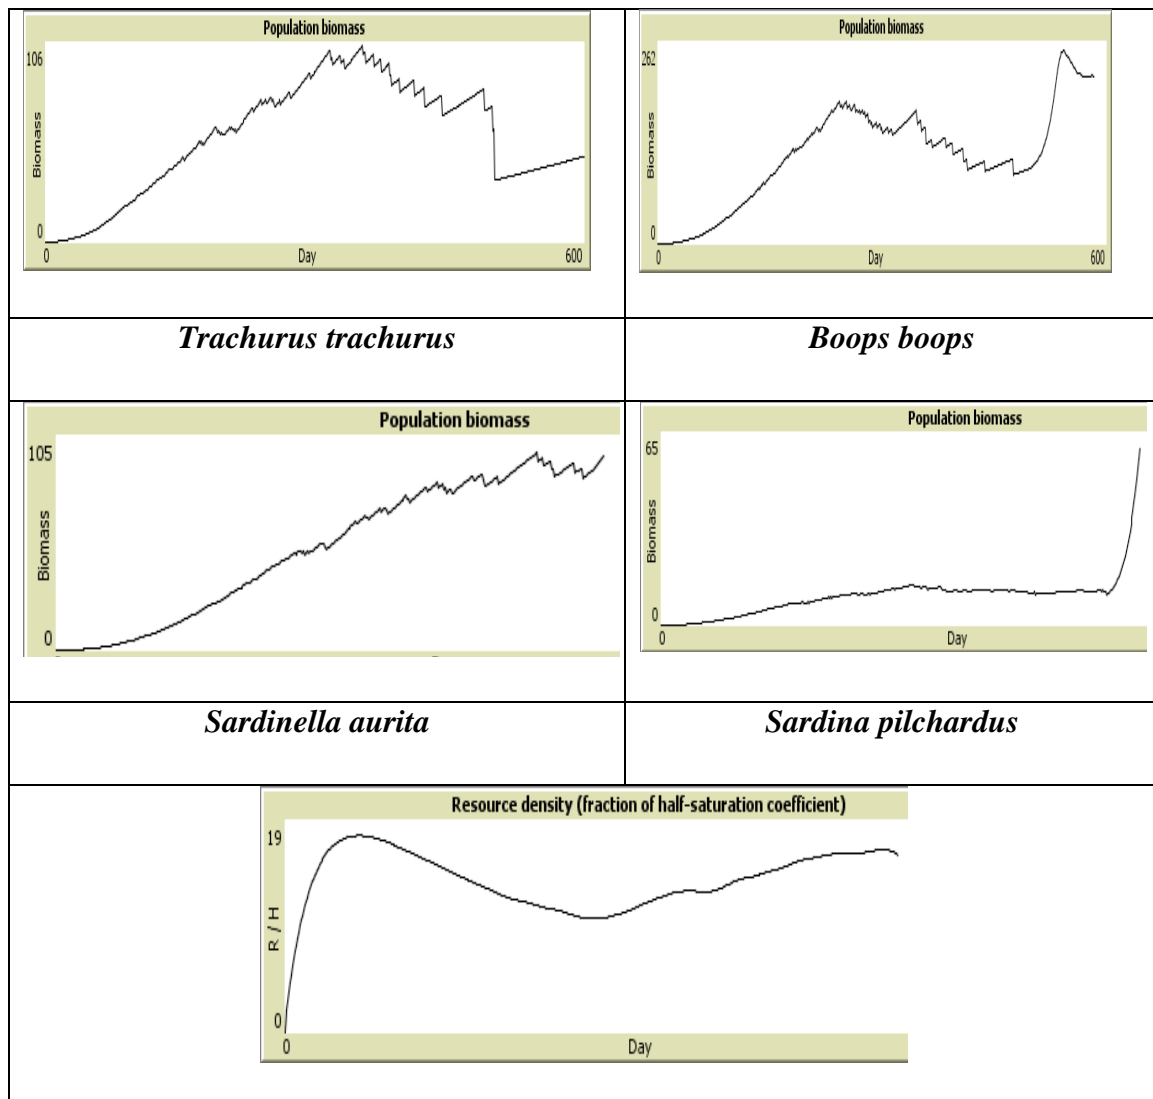 Population biomass
106
Biomass
0
0
Day
600
Population biomass
262
Biomass
0
0
Day
600
Trachurus trachurus
Boops boops
Population biomass
105
Biomass
0
Population biomass
65
Biomass
0
0
Day
Sardinella aurita
Sardina pilchardus
Resource density (fraction of half-saturation coefficient)
19
R / H
0
0
Day